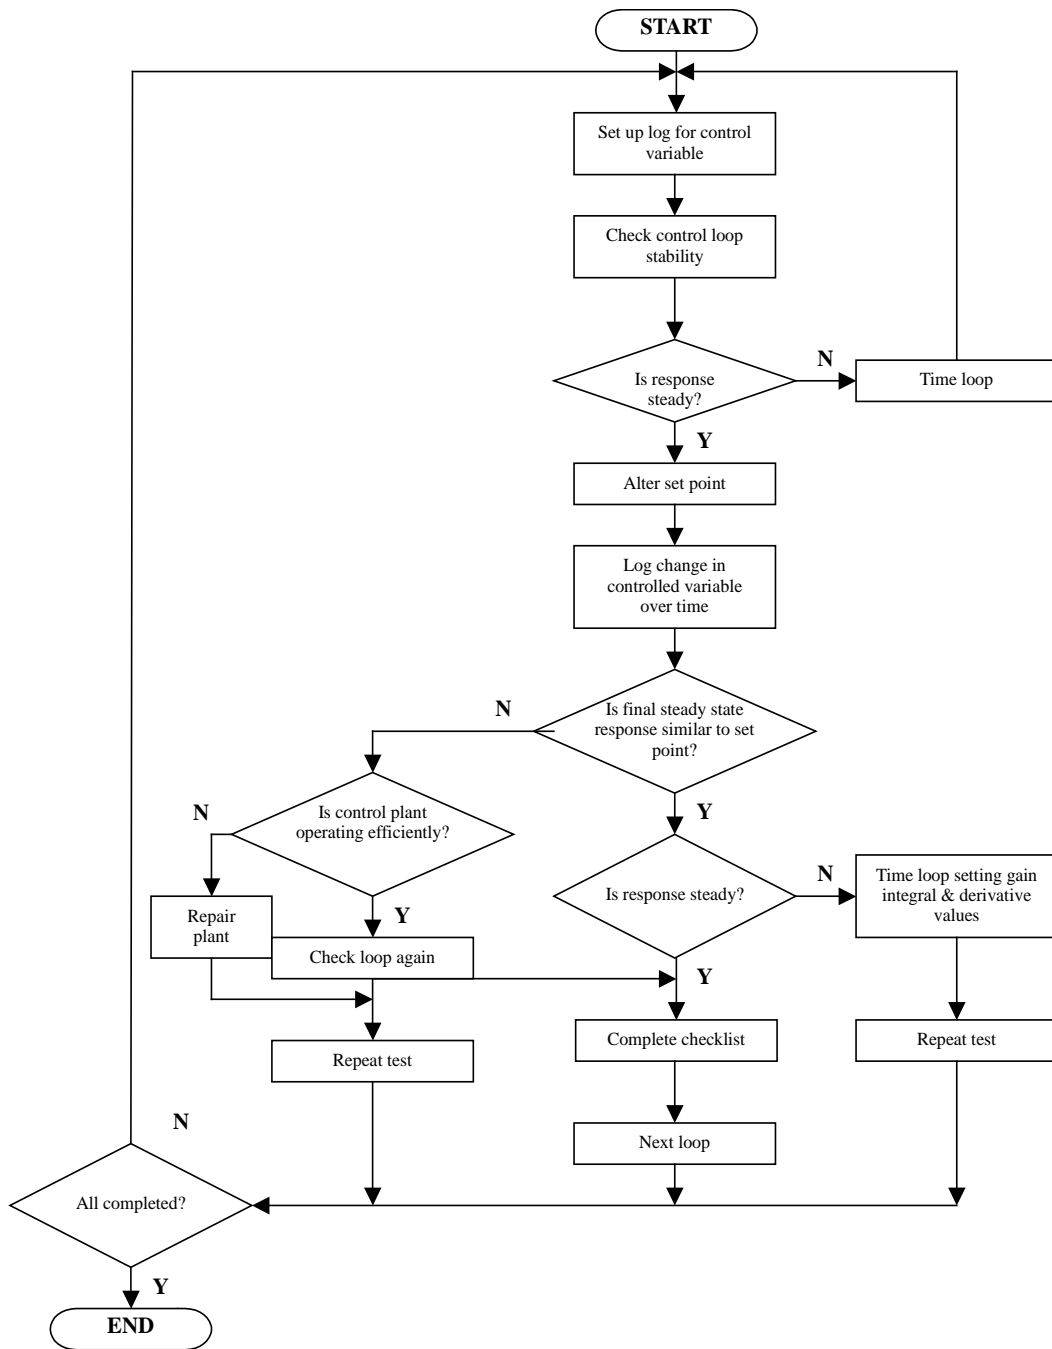 START
Set up log for control
variable
Check control loop
stability
Is response
steady?
N
Time loop
Y
Alter set point
Log change in
controlled variable
over time
Is final steady state
response similar to set
point?
N
Y
Is control plant
operating efficiently?
N
Y
Is response steady?
N
Time loop setting gain
integral & derivative
values
Repair
plant
Check loop again
Y
Repeat test
Complete checklist
Repeat test
Next loop
N
All completed?
Y
END